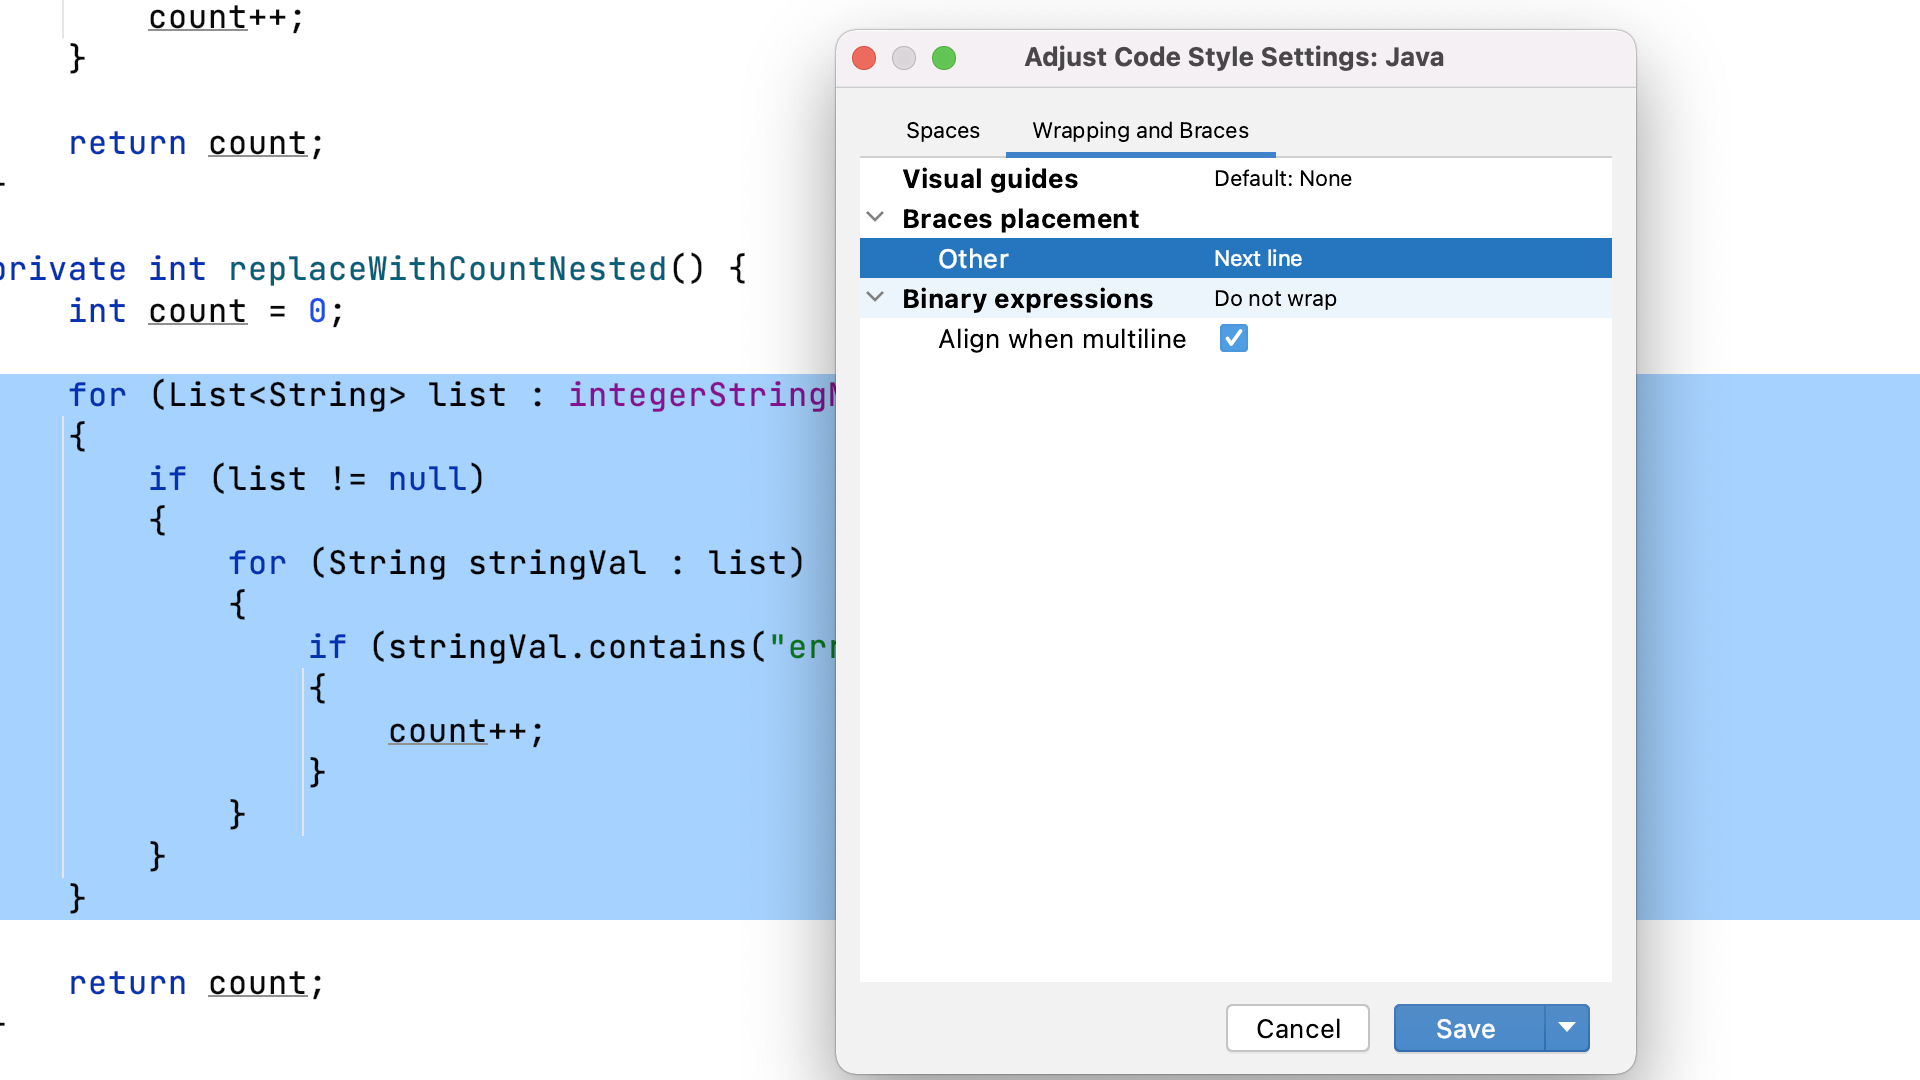 count++;
}
return count;
private int replaceWithCountNested() {
int count = 0;
for (List<String> list : integerString
{
if (list != null)
{
for (String stringVal : list)
{
if (stringVal.contains("err
{
count++;
}
}
}
}
return count;
Adjust Code Style Settings: Java
Spaces Wrapping and Braces
Visual guides Default: None
Braces placement
Other Next line
Binary expressions Do not wrap
Align when multiline
Cancel Save